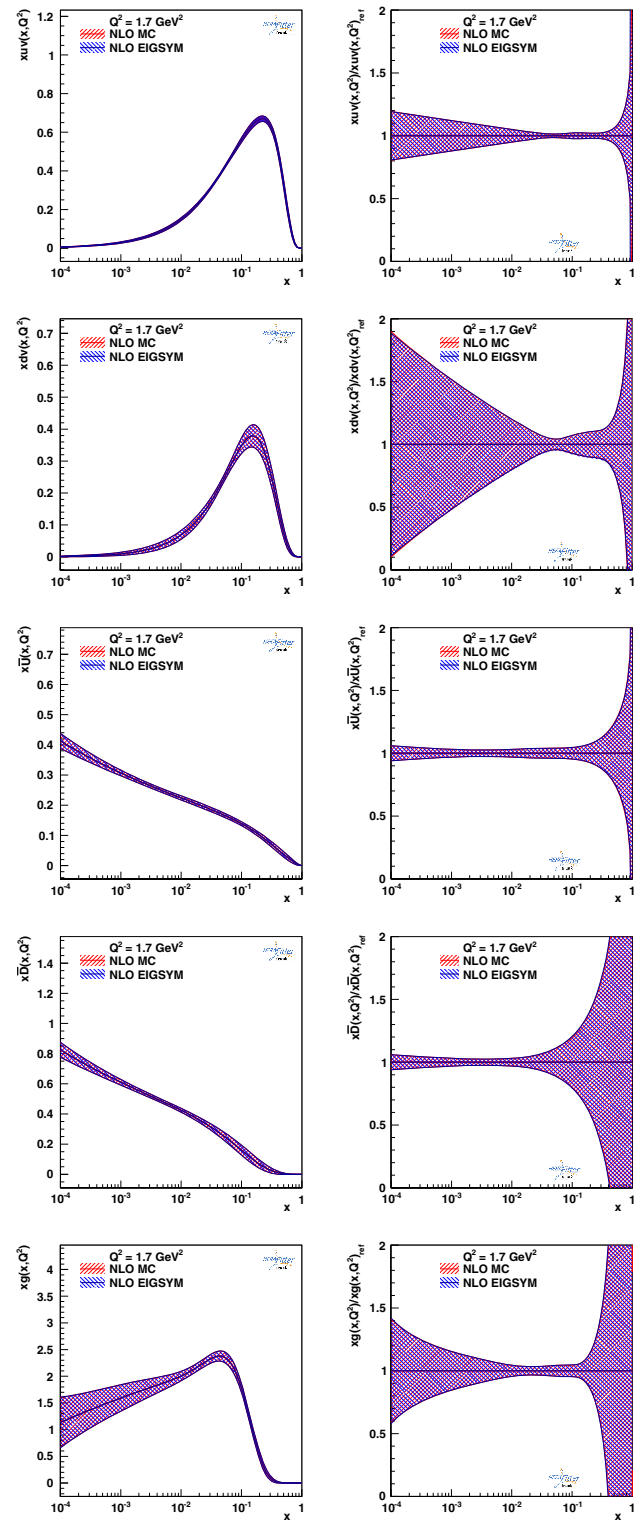 xuv(x,Q²)
Q² = 1.7 GeV²
NLO MC
NLO EIGSYM
1.2
1
0.8
0.6
0.4
0.2
0
10⁻⁴ 10⁻³ 10⁻² 10⁻¹ 1
x
xuv(x,Q²)/xuv(x,Q²)ref
Q² = 1.7 GeV²
NLO MC
NLO EIGSYM
2
1.5
1
0.5
0
10⁻⁴ 10⁻³ 10⁻² 10⁻¹ 1
x
xdv(x,Q²)
Q² = 1.7 GeV²
NLO MC
NLO EIGSYM
0.7
0.6
0.5
0.4
0.3
0.2
0.1
0
10⁻⁴ 10⁻³ 10⁻² 10⁻¹ 1
x
xdv(x,Q²)/xdv(x,Q²)ref
Q² = 1.7 GeV²
NLO MC
NLO EIGSYM
2
1.5
1
0.5
0
10⁻⁴ 10⁻³ 10⁻² 10⁻¹ 1
x
xU̅(x,Q²)
Q² = 1.7 GeV²
NLO MC
NLO EIGSYM
0.7
0.6
0.5
0.4
0.3
0.2
0.1
0
10⁻⁴ 10⁻³ 10⁻² 10⁻¹ 1
x
xU̅(x,Q²)/xU̅(x,Q²)ref
Q² = 1.7 GeV²
NLO MC
NLO EIGSYM
2
1.5
1
0.5
0
10⁻⁴ 10⁻³ 10⁻² 10⁻¹ 1
x
xD̅(x,Q²)
Q² = 1.7 GeV²
NLO MC
NLO EIGSYM
1.4
1.2
1
0.8
0.6
0.4
0.2
0
10⁻⁴ 10⁻³ 10⁻² 10⁻¹ 1
x
xD̅(x,Q²)/xD̅(x,Q²)ref
Q² = 1.7 GeV²
NLO MC
NLO EIGSYM
2
1.5
1
0.5
0
10⁻⁴ 10⁻³ 10⁻² 10⁻¹ 1
x
xg(x,Q²)
Q² = 1.7 GeV²
NLO MC
NLO EIGSYM
4
3.5
3
2.5
2
1.5
1
0.5
0
10⁻⁴ 10⁻³ 10⁻² 10⁻¹ 1
x
xg(x,Q²)/xg(x,Q²)ref
Q² = 1.7 GeV²
NLO MC
NLO EIGSYM
2
1.5
1
0.5
0
10⁻⁴ 10⁻³ 10⁻² 10⁻¹ 1
x